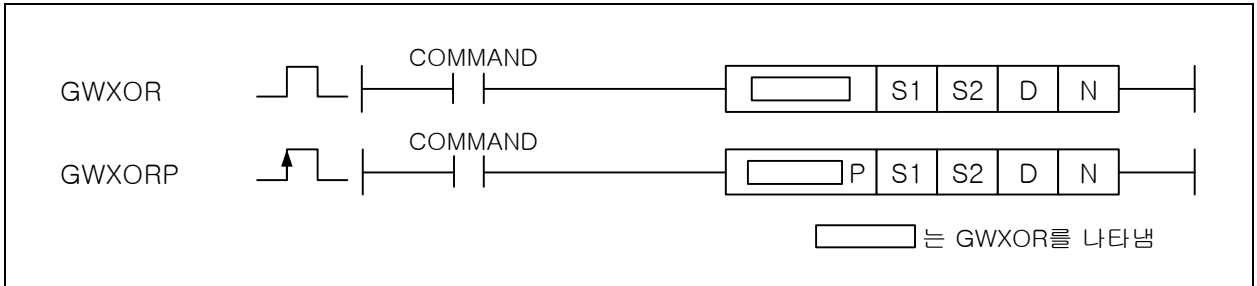 COMMAND
GWXOR S1 S2 D N
COMMAND
GWXORP P S1 S2 D N
는 GWXOR를 나타냄